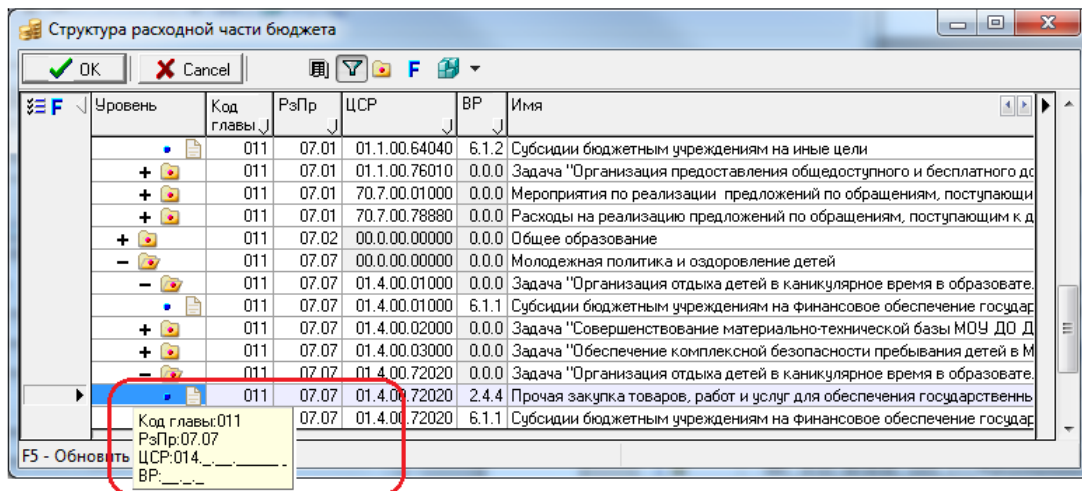 Структура расходной части бюджета
OK Cancel F
F Уровень Код главы РзПр ЦСР ВР Имя
011 07.01 01.1.00.64040 6.1.2 Субсидии бюджетным учреждениям на иные цели
011 07.01 01.1.00.76010 0.0.0 Задача "Организация предоставления общедоступного и бесплатного до
011 07.01 70.7.00.01000 0.0.0 Мероприятия по реализации предложений по обращениям, поступающи
011 07.01 70.7.00.78880 0.0.0 Расходы на реализацию предложений по обращениям, поступающим к д
011 07.02 00.0.00.00000 0.0.0 Общее образование
011 07.07 00.0.00.00000 0.0.0 Молодежная политика и оздоровление детей
011 07.07 01.4.00.01000 0.0.0 Задача "Организация отдыха детей в каникулярное время в образовате.
011 07.07 01.4.00.01000 6.1.1 Субсидии бюджетным учреждениям на финансовое обеспечение государ
011 07.07 01.4.00.02000 0.0.0 Задача "Совершенствование материально-технической базы МОУ ДО Д
011 07.07 01.4.00.03000 0.0.0 Задача "Обеспечение комплексной безопасности пребывания детей в М
011 07.07 01.4.00.72020 0.0.0 Задача "Организация отдыха детей в каникулярное время в образовате.
011 07.07 01.4.00.72020 2.4.4 Прочая закупка товаров, работ и услуг для обеспечения государственнь
07.07 01.4.00.72020 6.1.1 Субсидии бюджетным учреждениям на финансовое обеспечение государ
Код главы:011
РзПр:07.07
ЦСР:014._.__._____ _
ВР:__._._
F5 - Обновить